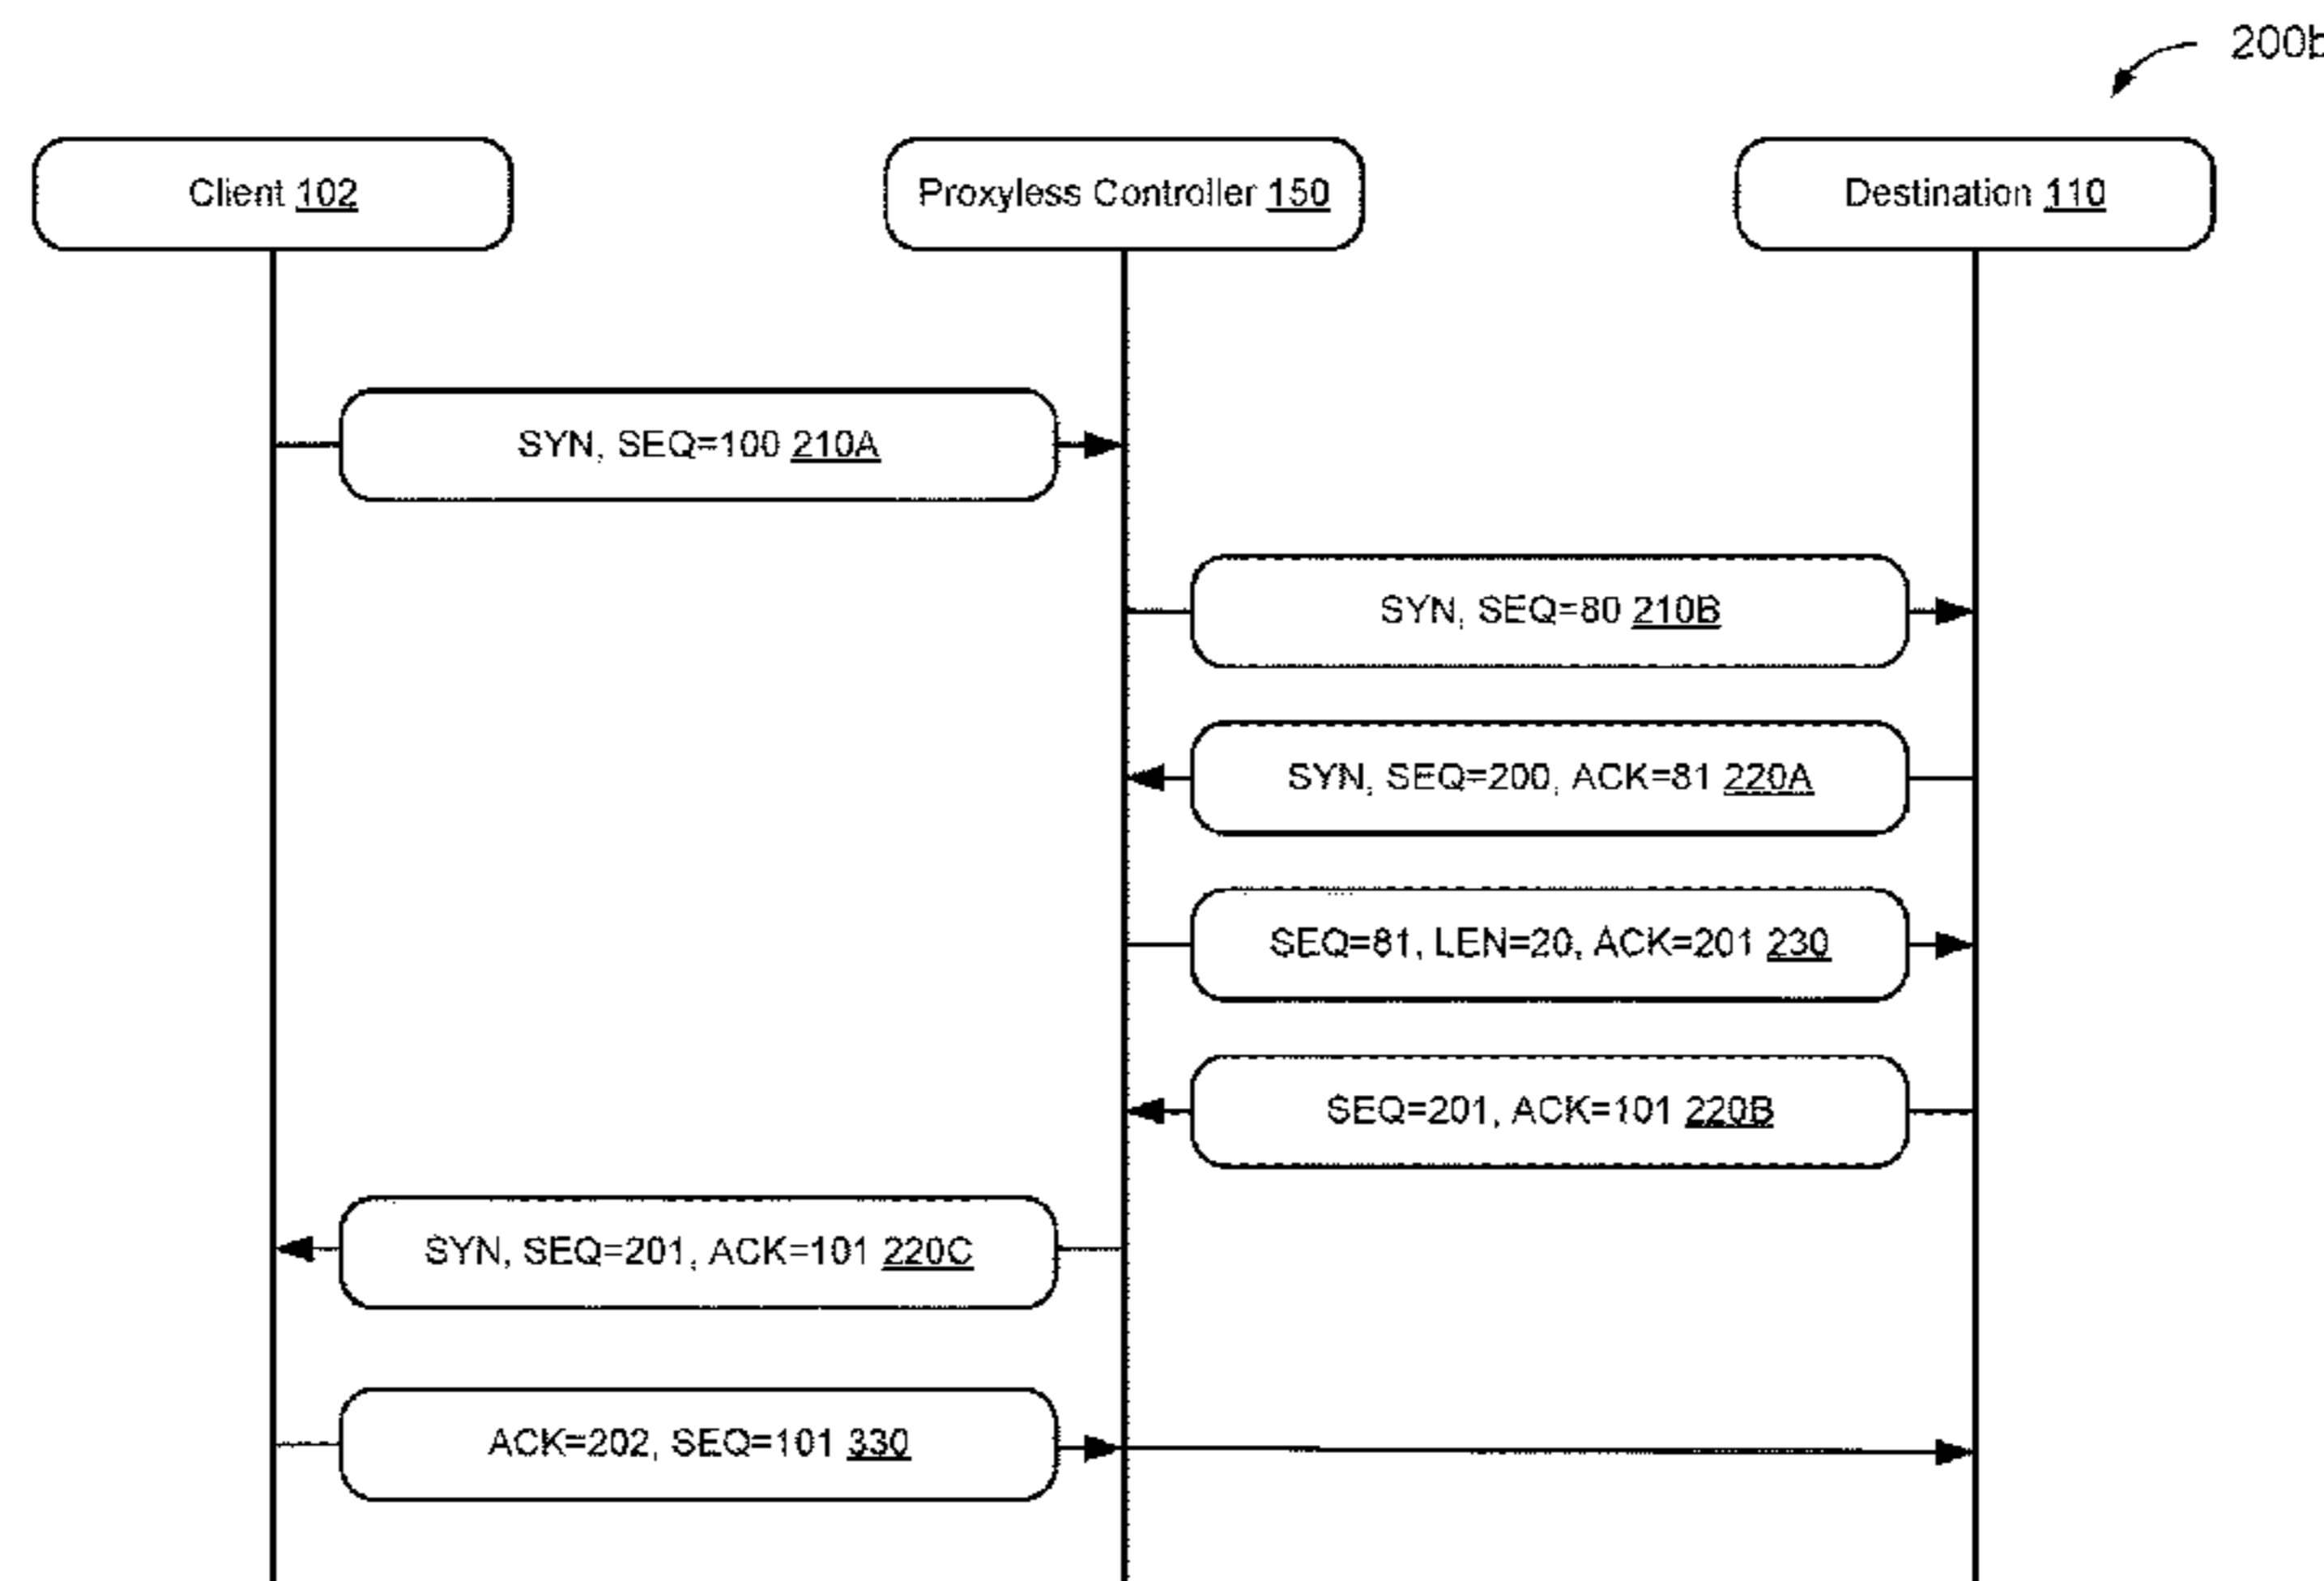 200b
Client 102
Proxyless Controller 150
Destination 110
SYN, SEQ=100 210A
SYN, SEQ=80 210B
SYN, SEQ=200, ACK=81 220A
SEQ=81, LEN=20, ACK=201 230
SEQ=201, ACK=101 220B
SYN, SEQ=201, ACK=101 220C
ACK=202, SEQ=101 330